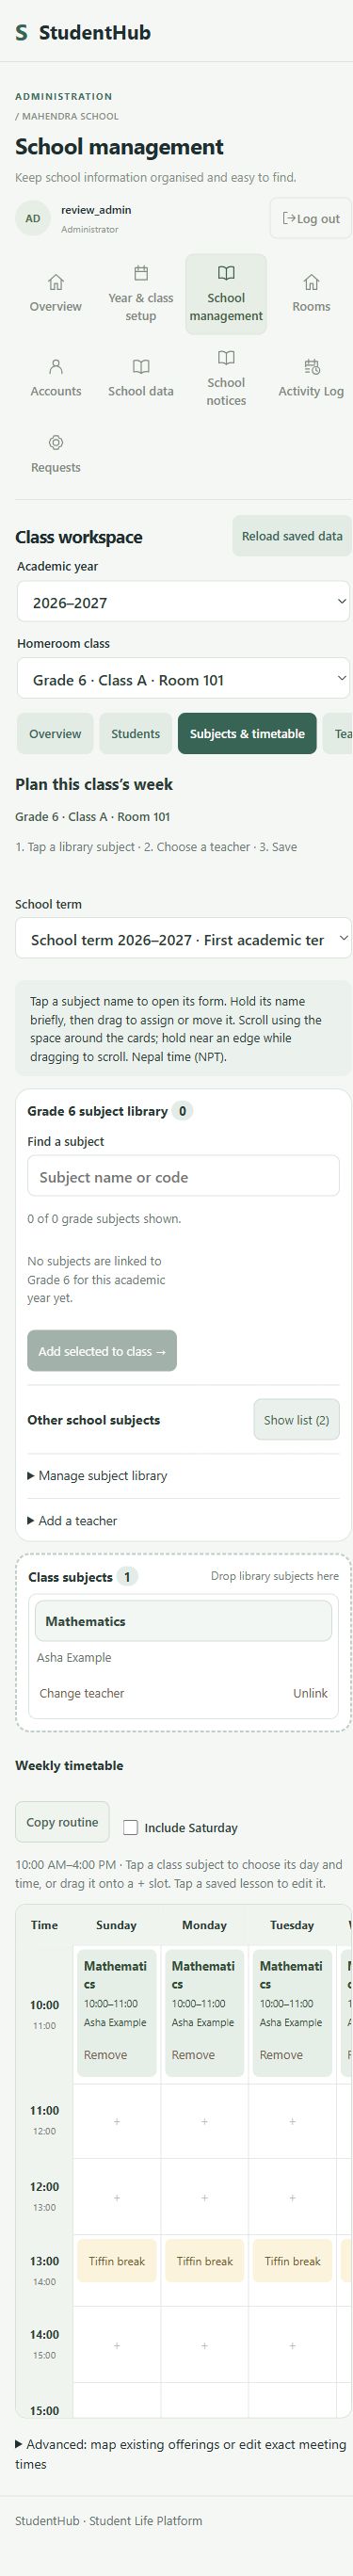 S StudentHub
ADMINISTRATION
/ MAHENDRA SCHOOL
School management
Keep school information organised and easy to find.
AD
review_admin
Administrator
Log out
Overview
Year & class
setup
School
management
Rooms
Accounts
School data
School
notices
Activity Log
Requests
Class workspace
Reload saved data
Academic year
2026–2027
Homeroom class
Grade 6 · Class A · Room 101
Overview
Students
Subjects & timetable
Tea
Plan this class's week
Grade 6 · Class A · Room 101
1. Tap a library subject · 2. Choose a teacher · 3. Save
School term
School term 2026–2027 · First academic ter
Tap a subject name to open its form. Hold its name
briefly, then drag to assign or move it. Scroll using the
space around the cards; hold near an edge while
dragging to scroll. Nepal time (NPT).
Grade 6 subject library 0
Find a subject
Subject name or code
0 of 0 grade subjects shown.
No subjects are linked to
Grade 6 for this academic
year yet.
Add selected to class →
Other school subjects
Show list (2)
▶ Manage subject library
▶ Add a teacher
Class subjects 1
Drop library subjects here
Mathematics
Asha Example
Change teacher
Unlink
Weekly timetable
Copy routine
Include Saturday
10:00 AM–4:00 PM · Tap a class subject to choose its day and
time, or drag it onto a + slot. Tap a saved lesson to edit it.
Time Sunday Monday Tuesday
10:00
11:00
Mathemati
cs
10:00–11:00
Asha Example
Remove
Mathemati
cs
10:00–11:00
Asha Example
Remove
Mathemati
cs
10:00–11:00
Asha Example
Remove
11:00
12:00
+ + +
12:00
13:00
+ + +
13:00
14:00
Tiffin break Tiffin break Tiffin break
14:00
15:00
+ + +
15:00
▶ Advanced: map existing offerings or edit exact meeting
times
StudentHub · Student Life Platform